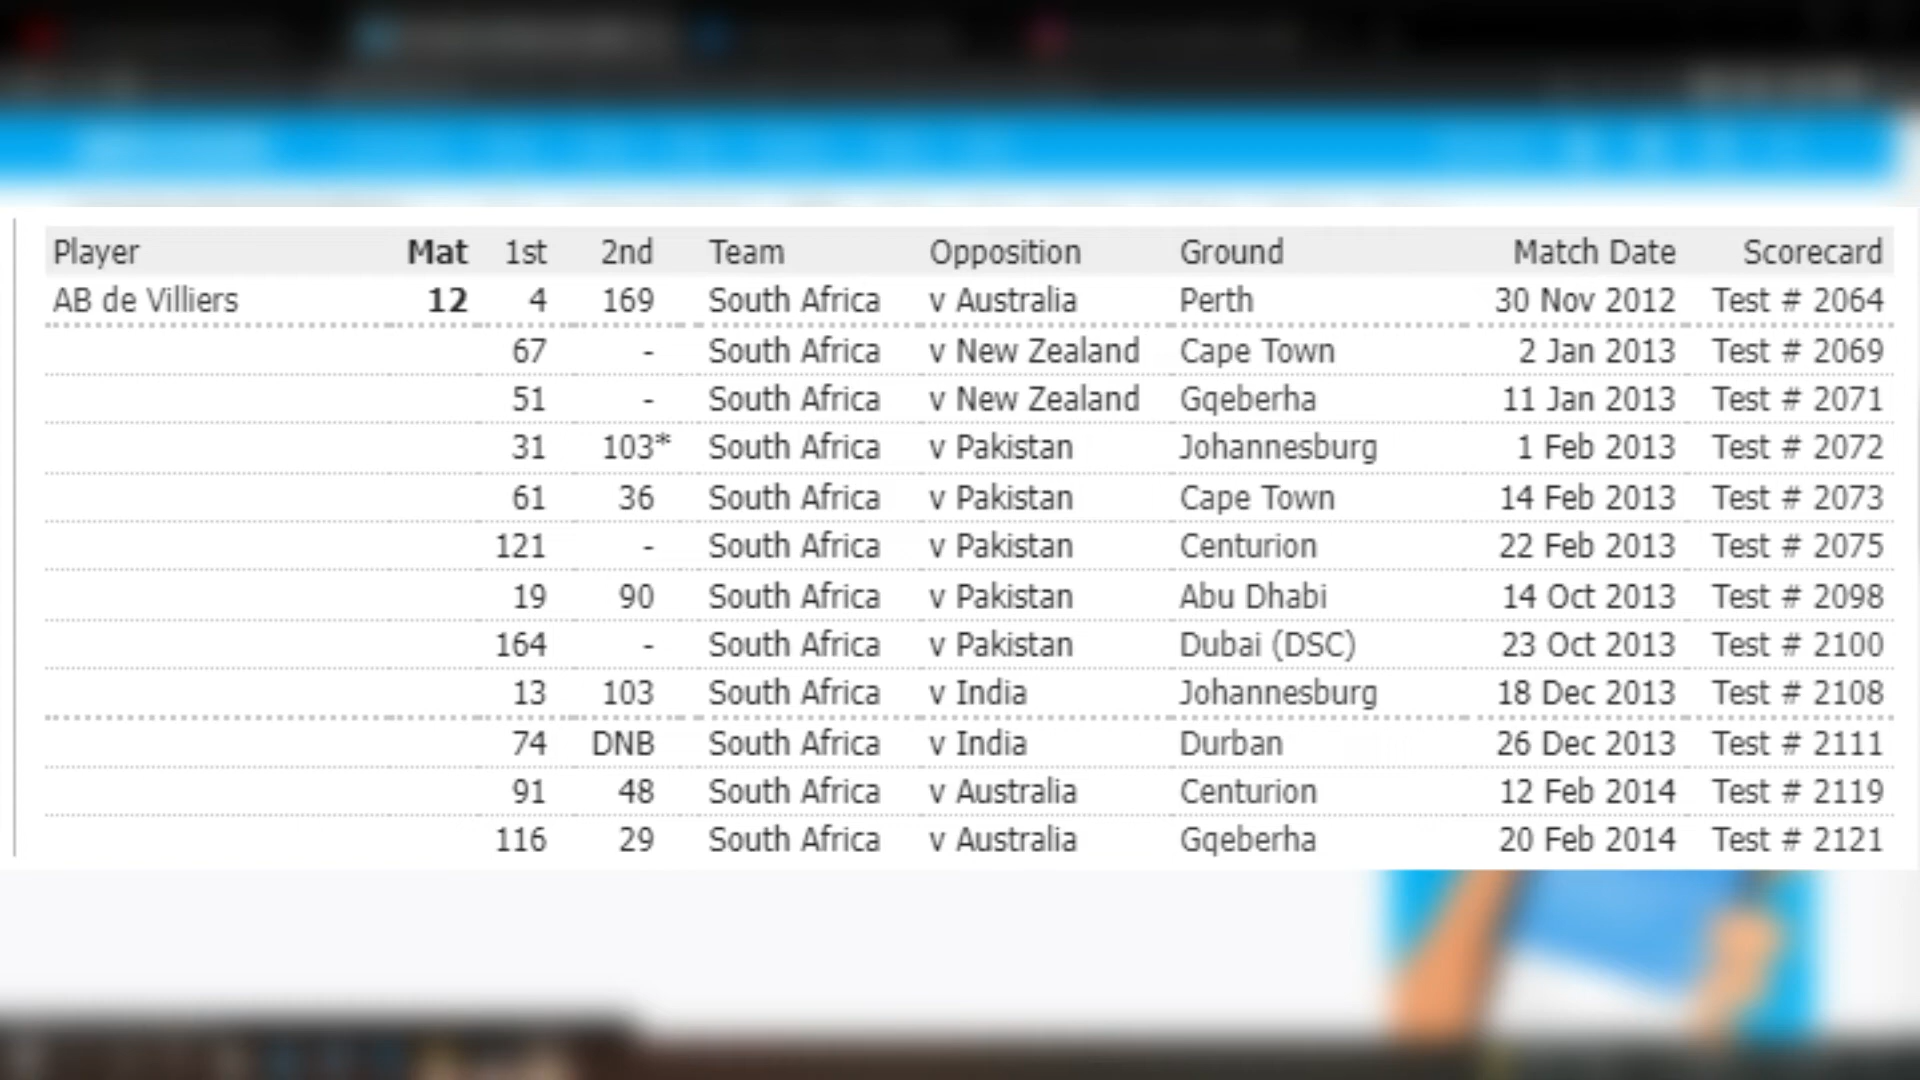 Player Mat 1st 2nd Team Opposition Ground Match Date Scorecard
AB de Villiers 12 4 169 South Africa v Australia Perth 30 Nov 2012 Test # 2064
67 - South Africa v New Zealand Cape Town 2 Jan 2013 Test # 2069
51 - South Africa v New Zealand Gqeberha 11 Jan 2013 Test # 2071
31 103* South Africa v Pakistan Johannesburg 1 Feb 2013 Test # 2072
61 36 South Africa v Pakistan Cape Town 14 Feb 2013 Test # 2073
121 - South Africa v Pakistan Centurion 22 Feb 2013 Test # 2075
19 90 South Africa v Pakistan Abu Dhabi 14 Oct 2013 Test # 2098
164 - South Africa v Pakistan Dubai (DSC) 23 Oct 2013 Test # 2100
13 103 South Africa v India Johannesburg 18 Dec 2013 Test # 2108
74 DNB South Africa v India Durban 26 Dec 2013 Test # 2111
91 48 South Africa v Australia Centurion 12 Feb 2014 Test # 2119
116 29 South Africa v Australia Gqeberha 20 Feb 2014 Test # 2121